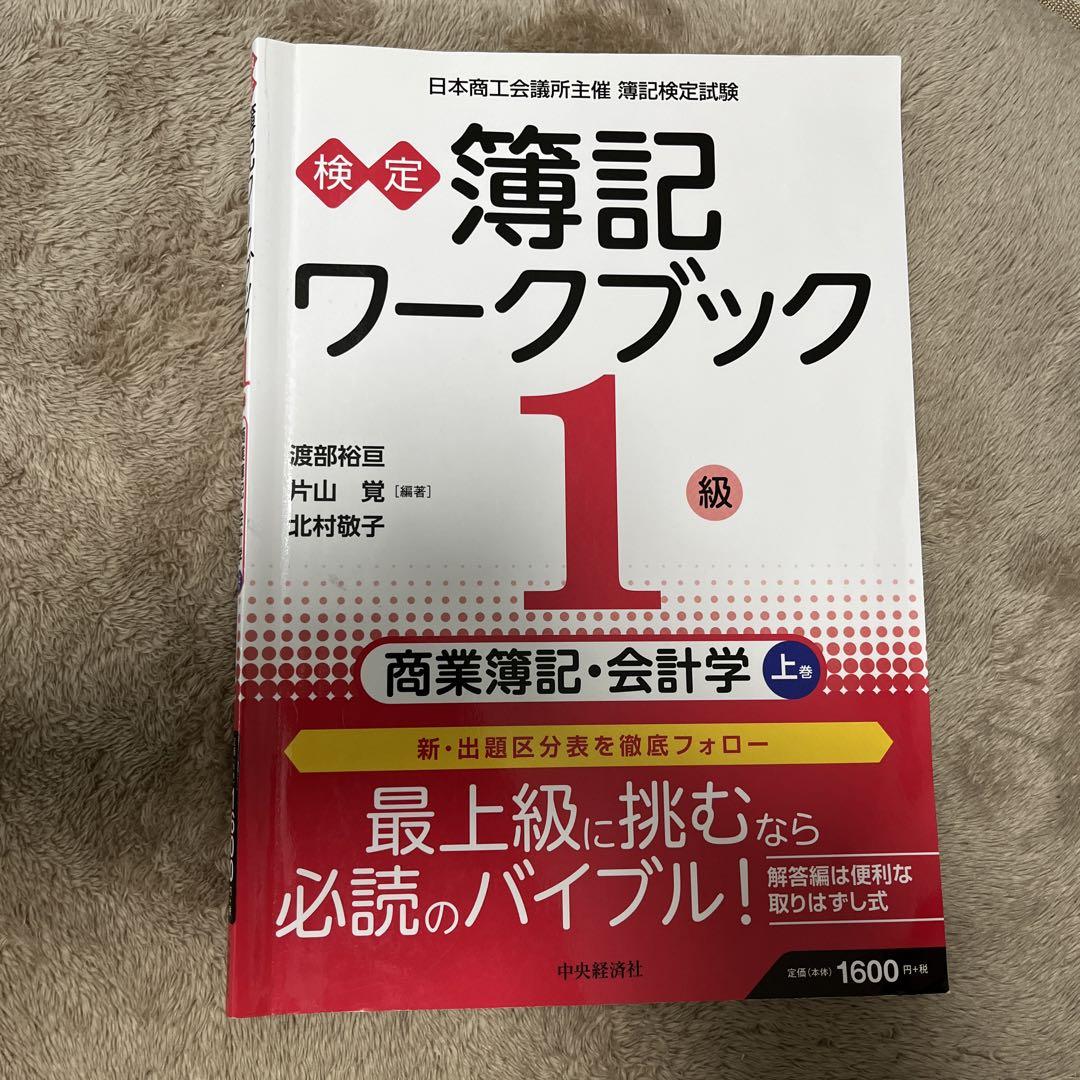 日本商工会議所主催 簿記検定試験
検定 簿記
ワークブック
1級
渡部裕亘
片山 覚 [編著]
北村敬子
商業簿記・会計学 上巻
新・出題区分表を徹底フォロー
最上級に挑むなら
必読のバイブル!
解答編は便利な
取りはずし式
中央経済社
定価(本体) 1600円+税